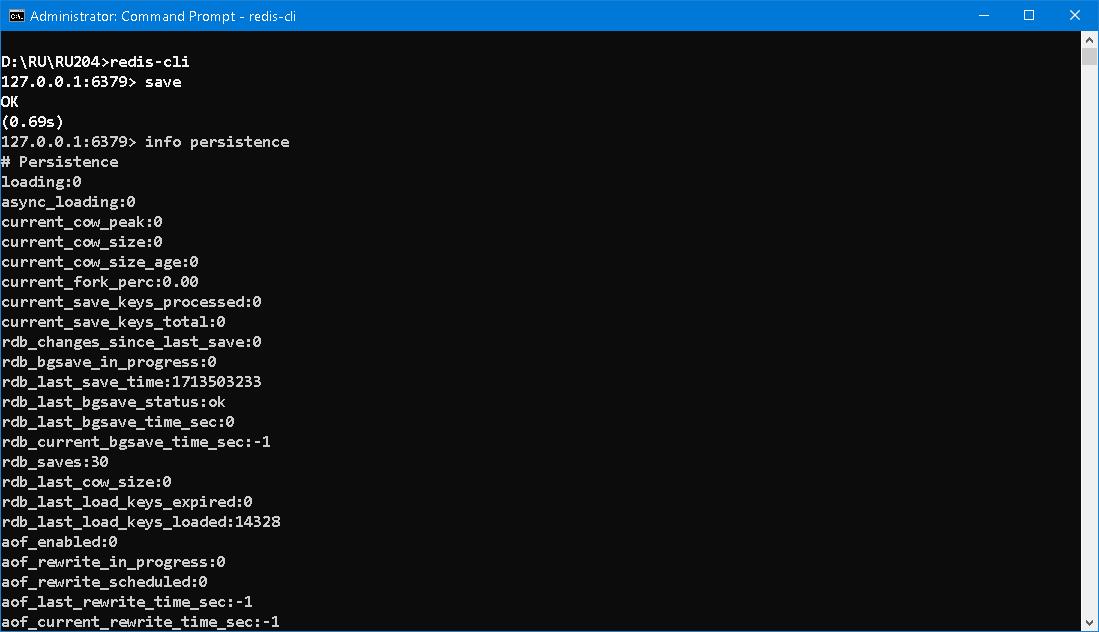 Administrator: Command Prompt - redis-cli
D:\RU\RU204>redis-cli
127.0.0.1:6379> save
OK
(0.69s)
127.0.0.1:6379> info persistence
# Persistence
loading:0
async_loading:0
current_cow_peak:0
current_cow_size:0
current_cow_size_age:0
current_fork_perc:0.00
current_save_keys_processed:0
current_save_keys_total:0
rdb_changes_since_last_save:0
rdb_bgsave_in_progress:0
rdb_last_save_time:1713503233
rdb_last_bgsave_status:ok
rdb_last_bgsave_time_sec:0
rdb_current_bgsave_time_sec:-1
rdb_saves:30
rdb_last_cow_size:0
rdb_last_load_keys_expired:0
rdb_last_load_keys_loaded:14328
aof_enabled:0
aof_rewrite_in_progress:0
aof_rewrite_scheduled:0
aof_last_rewrite_time_sec:-1
aof_current_rewrite_time_sec:-1